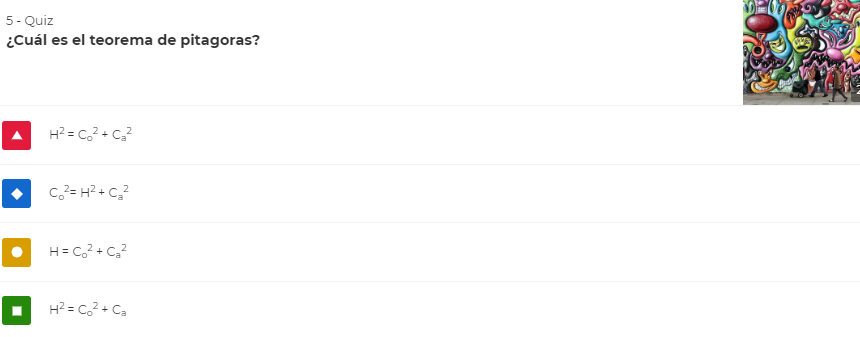 5 - Quiz
¿Cuál es el teorema de pitagoras?
H² = Cₒ² + Cₐ²
Cₒ²= H² + Cₐ²
H = Cₒ² + Cₐ²
H² = Cₒ² + Cₐ